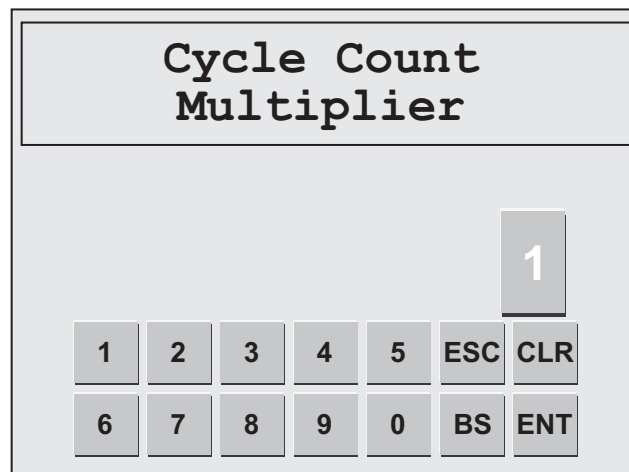 Cycle Count
Multiplier
1
1 2 3 4 5 ESC CLR
6 7 8 9 0 BS ENT